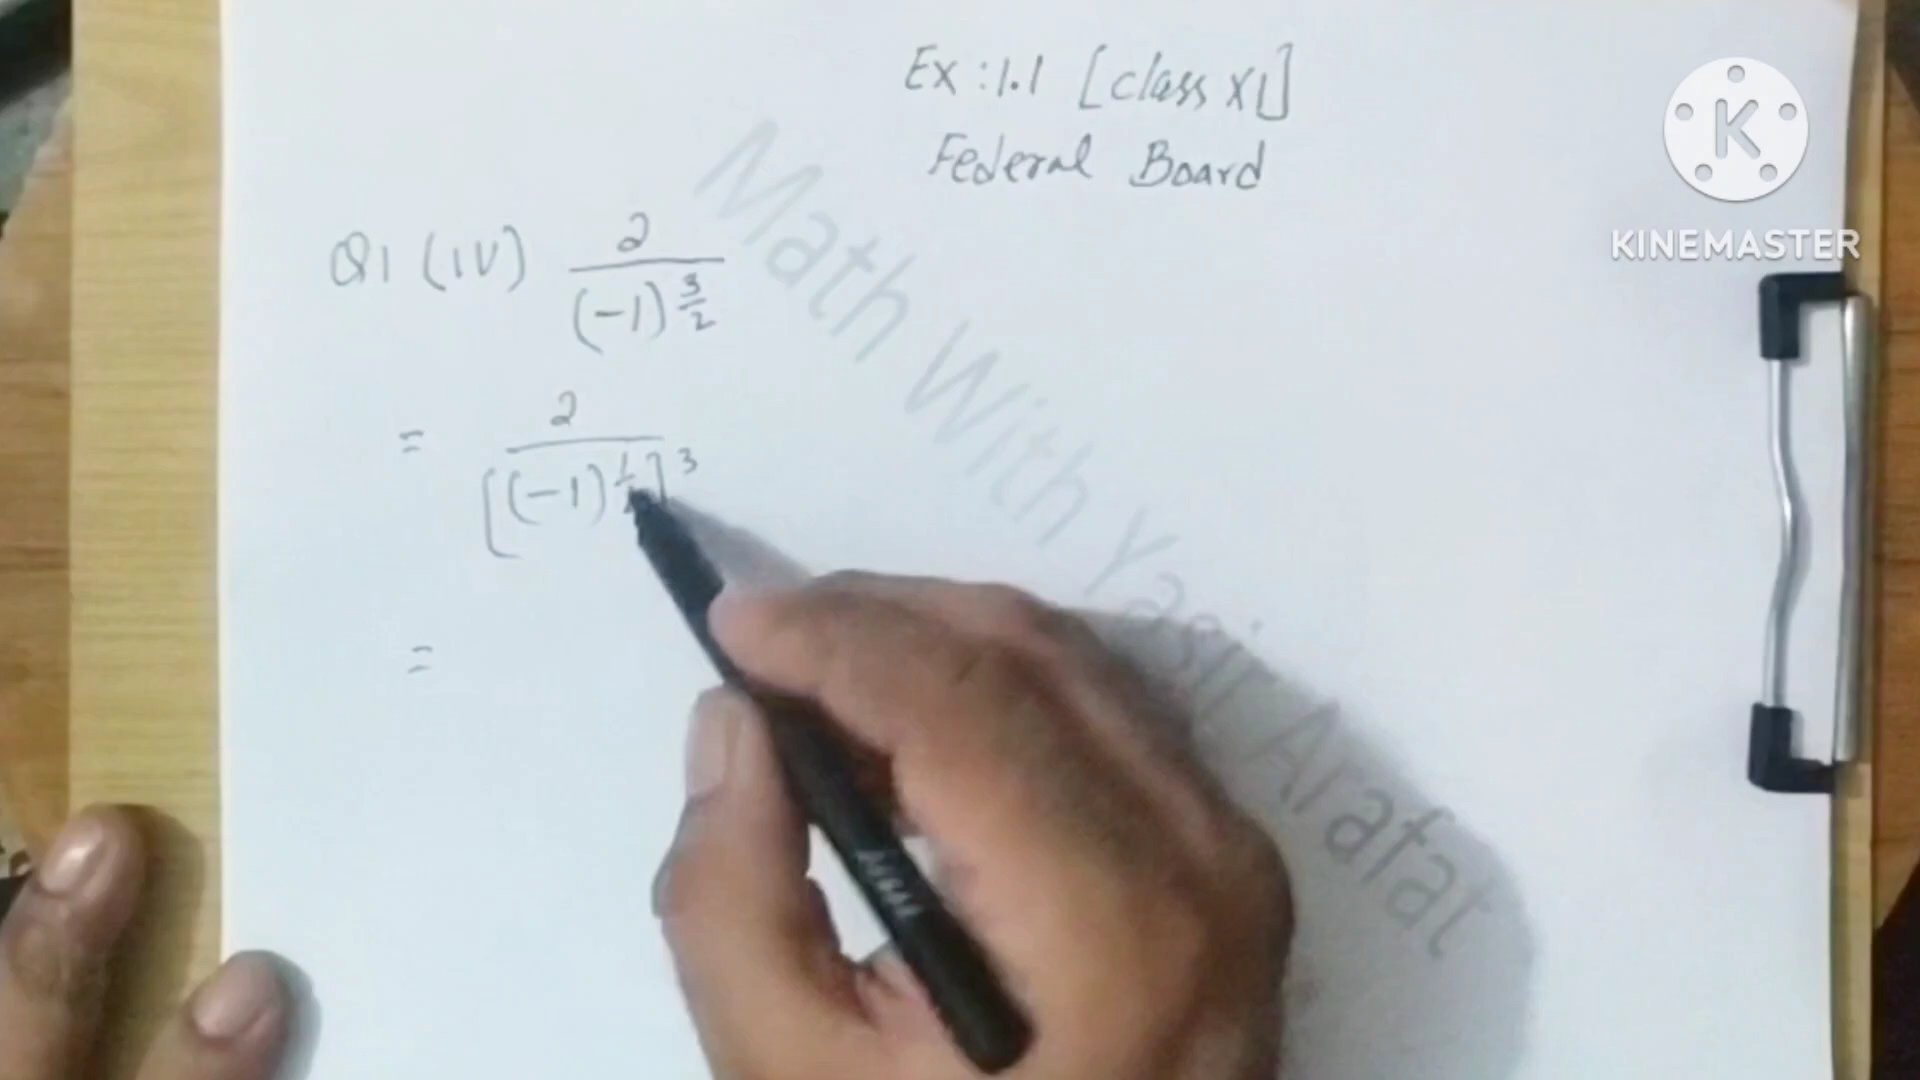 Ex : 1.1 [class XI]
Federal Board
K
KINEMASTER
Math With Yasir Arafat
Q1 (IV) 2 / (-1)^3/2
= 2 / [(-1)^1/2]^3
=